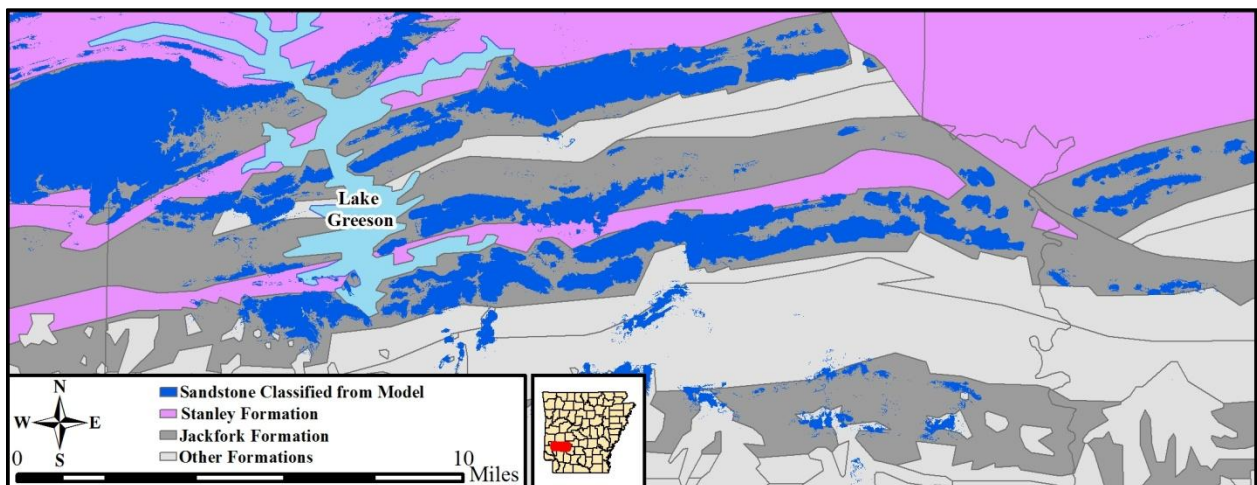 Lake
Greeson
N
W E
S
Sandstone Classified from Model
Stanley Formation
Jackfork Formation
Other Formations
0 10
Miles